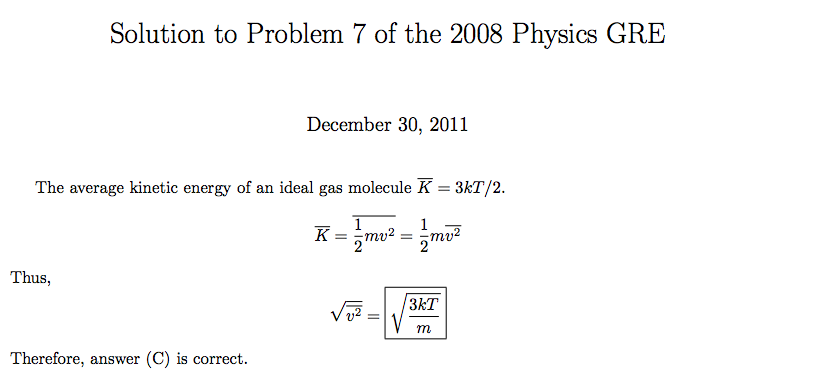 Solution to Problem 7 of the 2008 Physics GRE
December 30, 2011
The average kinetic energy of an ideal gas molecule K̅ = 3kT/2.
$\overline{K} = \overline{\frac{1}{2}mv^2} = \frac{1}{2}m\overline{v^2}$
Thus,
$\sqrt{\overline{v^2}} = \boxed{\sqrt{\frac{3kT}{m}}}$
Therefore, answer (C) is correct.